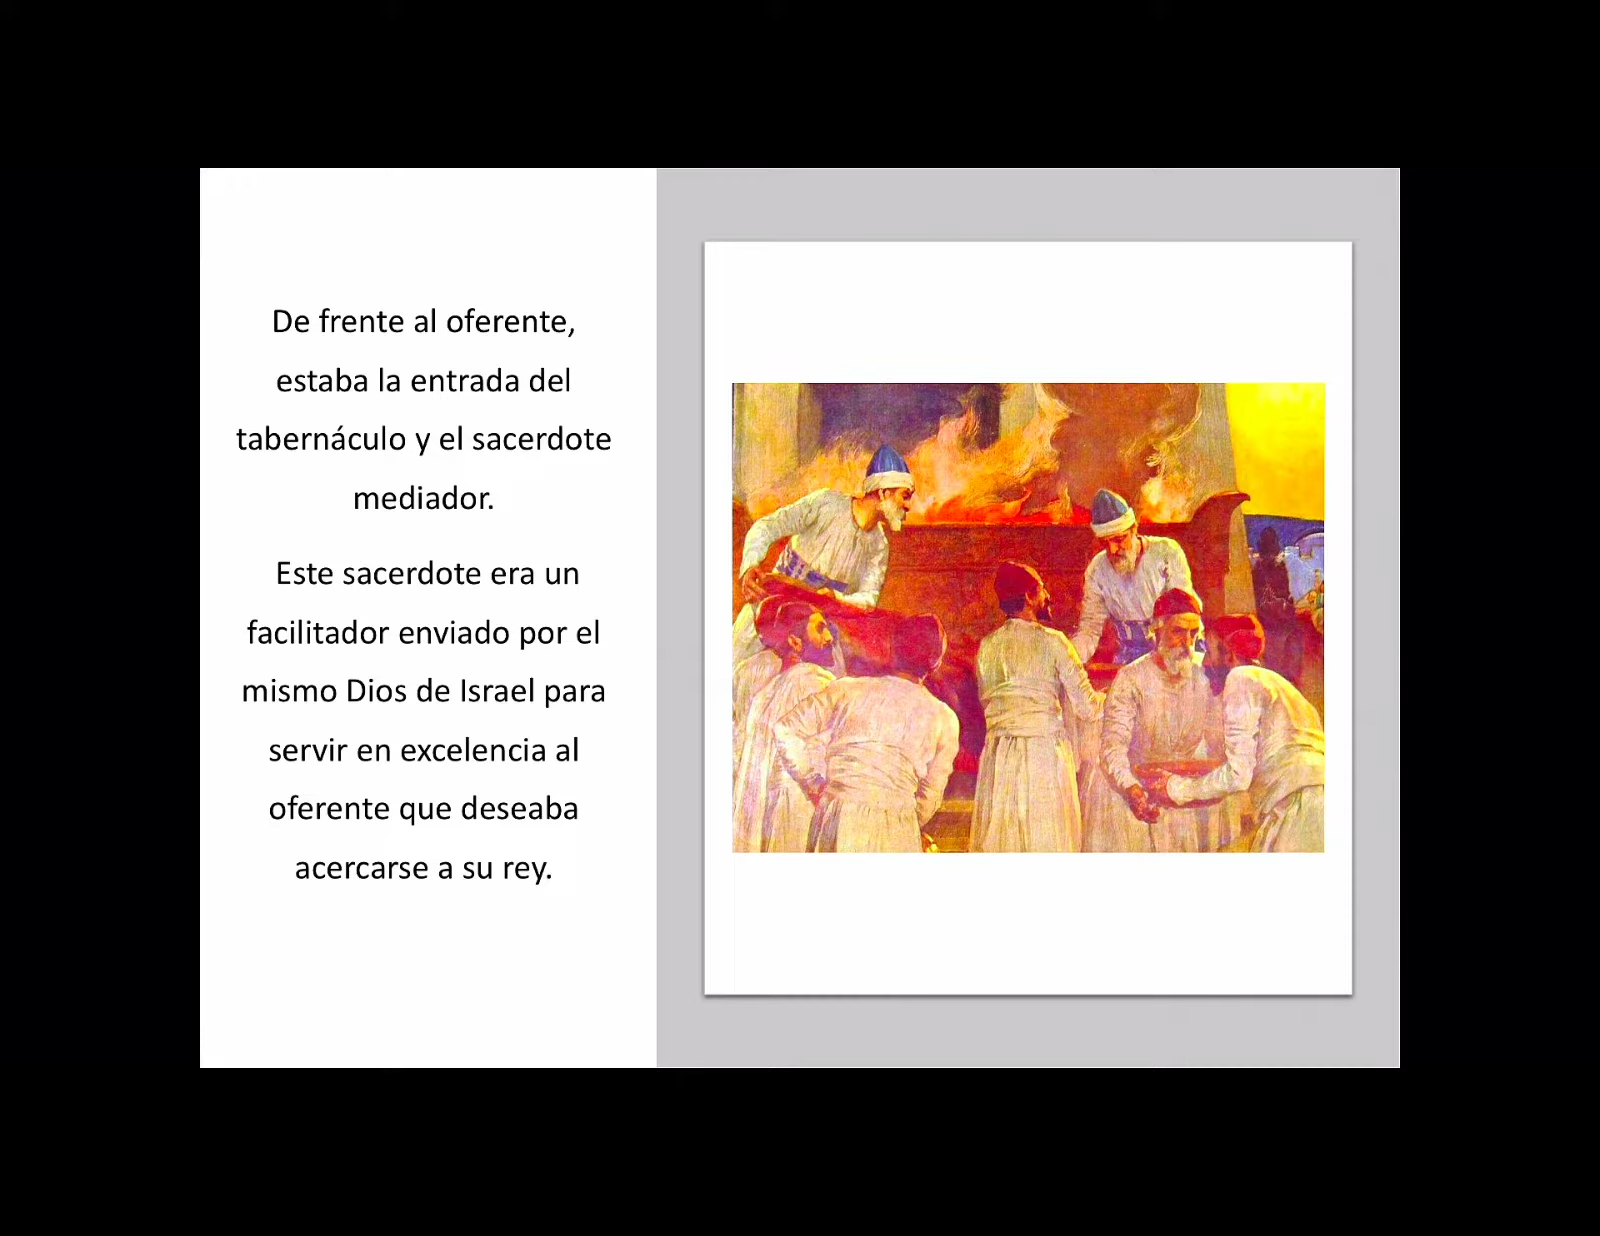 De frente al oferente,
estaba la entrada del
tabernáculo y el sacerdote
mediador.
Este sacerdote era un
facilitador enviado por el
mismo Dios de Israel para
servir en excelencia al
oferente que deseaba
acercarse a su rey.